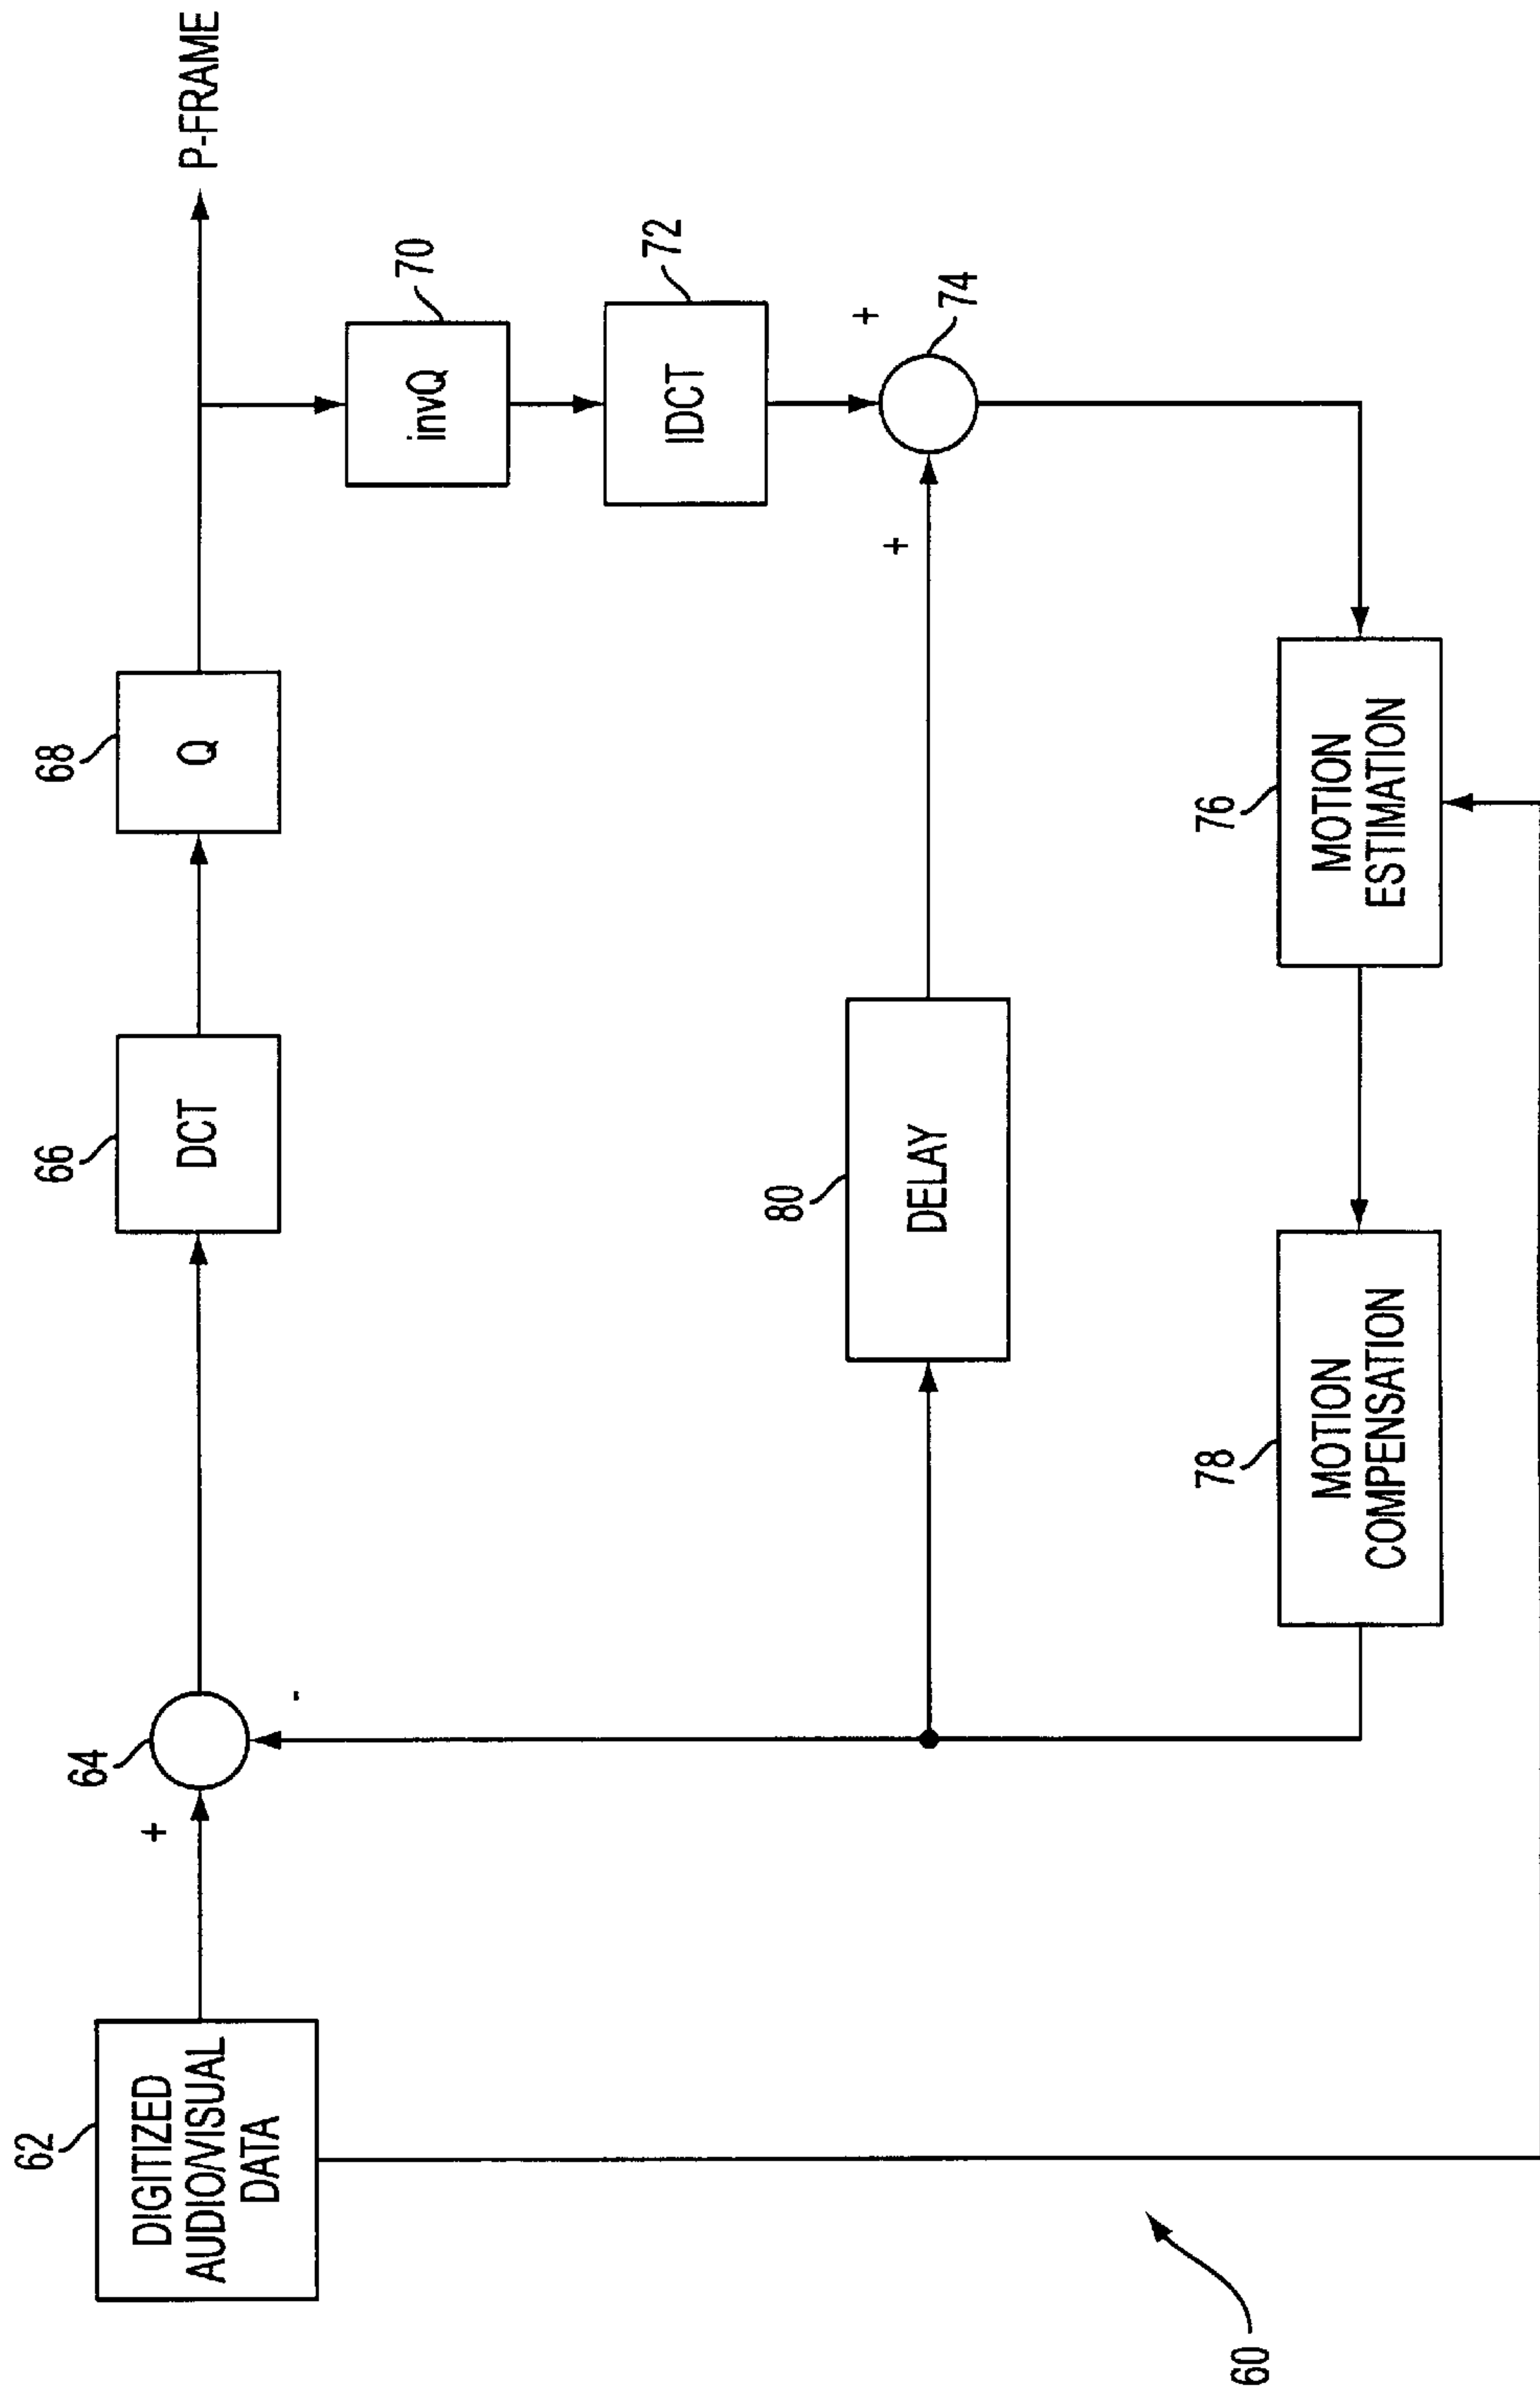 62
DIGITIZED
AUDIO/VISUAL
DATA
+
64
-
66
DCT
68
Q
P-FRAME
70
invQ
72
IDCT
+
74
+
80
DELAY
78
MOTION
COMPENSATION
76
MOTION
ESTIMATION
60